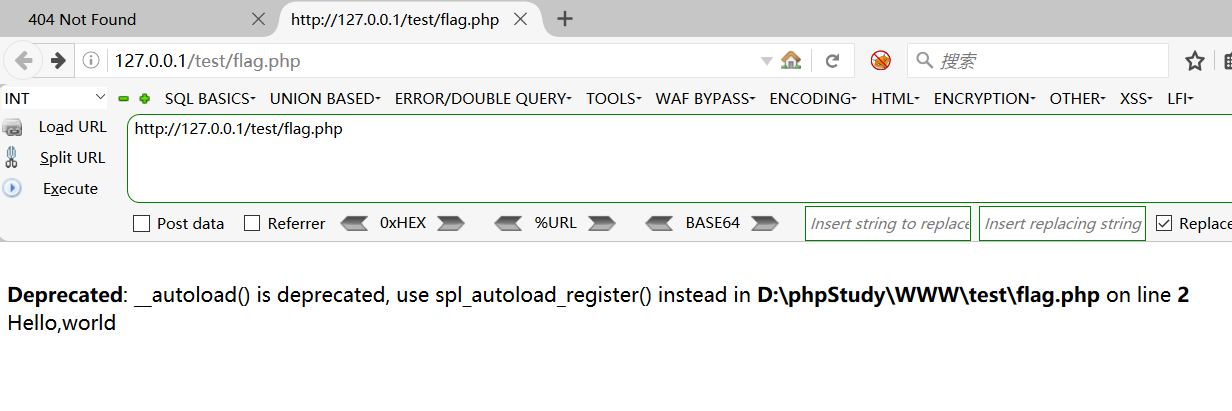 404 Not Found http://127.0.0.1/test/flag.php
127.0.0.1/test/flag.php 搜索
INT SQL BASICS UNION BASED ERROR/DOUBLE QUERY TOOLS WAF BYPASS ENCODING HTML ENCRYPTION OTHER XSS LFI
Load URL http://127.0.0.1/test/flag.php
Split URL
Execute
Post data Referrer 0xHEX %URL BASE64 Insert string to replace Insert replacing string Replace
Deprecated: __autoload() is deprecated, use spl_autoload_register() instead in D:\phpStudy\WWW\test\flag.php on line 2
Hello,world